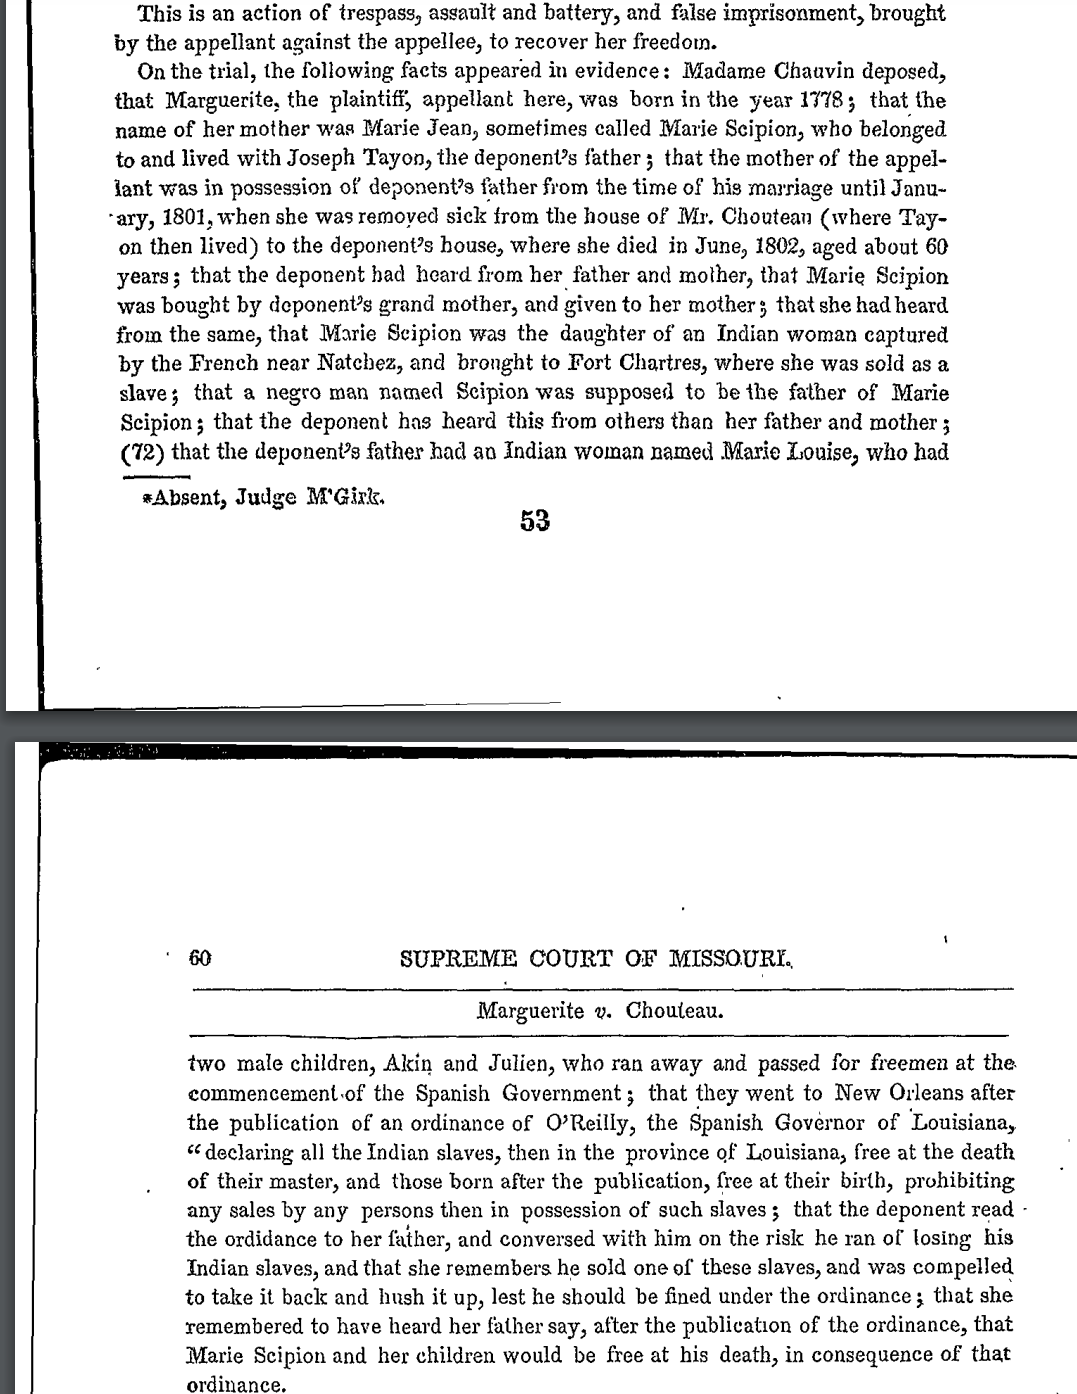 This is an action of trespass, assault and battery, and false imprisonment, brought
by the appellant against the appellee, to recover her freedom.
On the trial, the following facts appeared in evidence: Madame Chauvin deposed,
that Marguerite, the plaintiff, appellant here, was born in the year 1778; that the
name of her mother was Marie Jean, sometimes called Marie Scipion, who belonged
to and lived with Joseph Tayon, the deponent's father; that the mother of the appel-
lant was in possession of deponent's father from the time of his marriage until Janu-
ary, 1801, when she was removed sick from the house of Mr. Chouteau (where Tay-
on then lived) to the deponent's house, where she died in June, 1802, aged about 60
years; that the deponent had heard from her father and mother, that Marie Scipion
was bought by deponent's grand mother, and given to her mother; that she had heard
from the same, that Marie Scipion was the daughter of an Indian woman captured
by the French near Natchez, and brought to Fort Chartres, where she was sold as a
slave; that a negro man named Scipion was supposed to be the father of Marie
Scipion; that the deponent has heard this from others than her father and mother;
(72) that the deponent's father had an Indian woman named Marie Louise, who had
*Absent, Judge M'Girk.
53
60 SUPREME COURT OF MISSOURI.
Marguerite v. Chouteau.
two male children, Akin and Julien, who ran away and passed for freemen at the
commencement of the Spanish Government; that they went to New Orleans after
the publication of an ordinance of O'Reilly, the Spanish Governor of Louisiana,
"declaring all the Indian slaves, then in the province of Louisiana, free at the death
of their master, and those born after the publication, free at their birth, prohibiting
any sales by any persons then in possession of such slaves; that the deponent read
the ordidance to her father, and conversed with him on the risk he ran of losing his
Indian slaves, and that she remembers he sold one of these slaves, and was compelled
to take it back and hush it up, lest he should be fined under the ordinance; that she
remembered to have heard her father say, after the publication of the ordinance, that
Marie Scipion and her children would be free at his death, in consequence of that
ordinance.